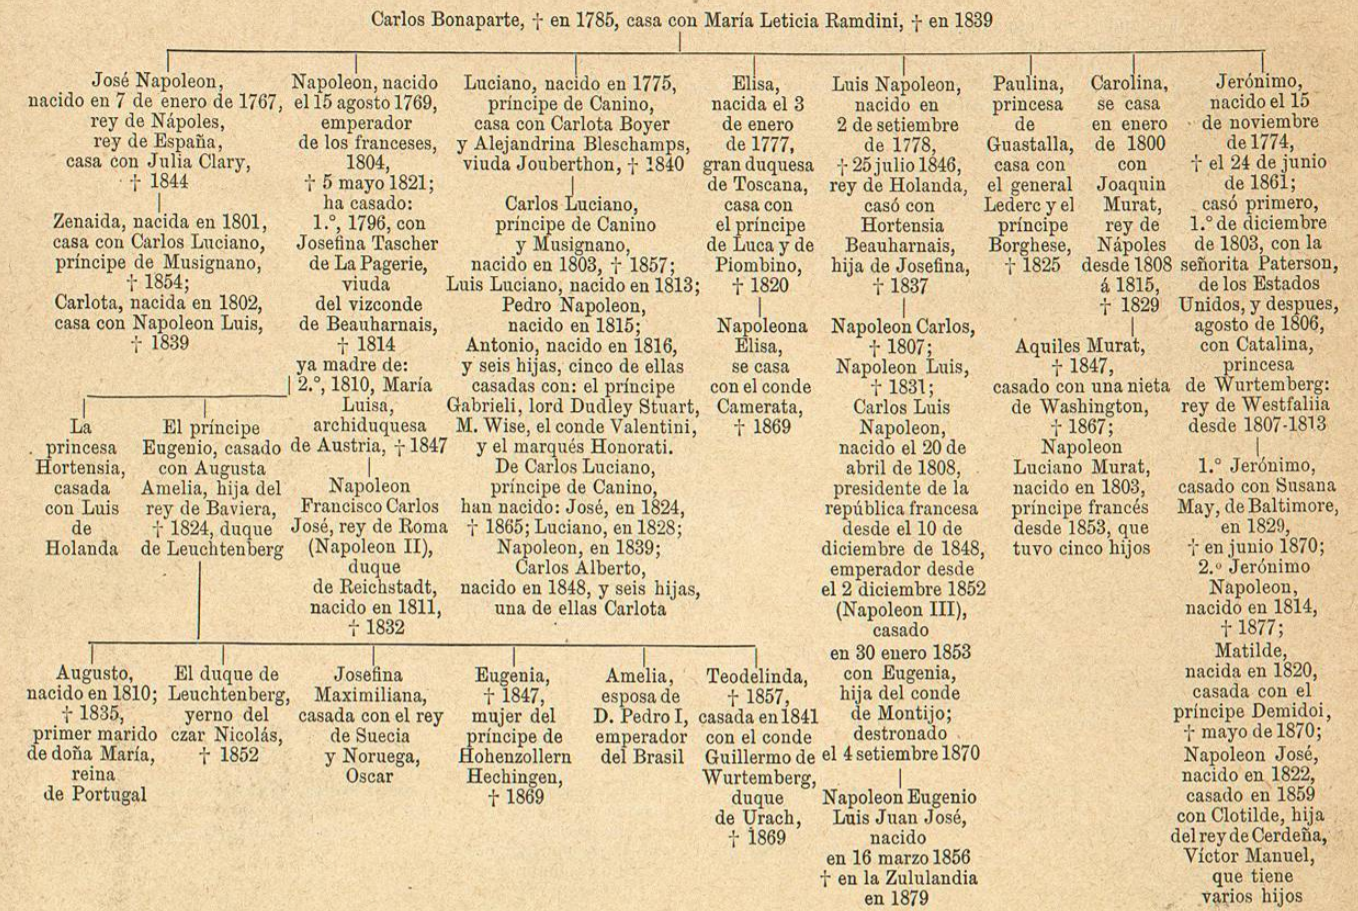 Carlos Bonaparte, † en 1785, casa con María Leticia Ramdini, † en 1839
José Napoleon,
nacido en 7 de enero de 1767,
rey de Nápoles,
rey de España,
casa con Julia Clary,
† 1844
Zenaida, nacida en 1801,
casa con Carlos Luciano,
príncipe de Musignano,
† 1854;
Carlota, nacida en 1802,
casa con Napoleon Luis,
† 1839
Napoleon, nacido
el 15 agosto 1769,
emperador
de los franceses,
1804,
† 5 mayo 1821;
ha casado:
1.º, 1796, con
Josefina Tascher
de La Pagerie,
viuda
del vizconde
de Beauharnais,
† 1814
ya madre de:
2.º, 1810, María
Luisa,
archiduquesa
de Austria, † 1847
Napoleon
Francisco Carlos
José, rey de Roma
(Napoleon II),
duque
de Reichstadt,
nacido en 1811,
† 1832
La
princesa
Hortensia,
casada
con Luis
de
Holanda
El príncipe
Eugenio, casado
con Augusta
Amelia, hija del
rey de Baviera,
† 1824, duque
de Leuchtenberg
Augusto,
nacido en 1810;
† 1835,
primer marido
de doña María,
reina
de Portugal
El duque de
Leuchtenberg,
yerno del
czar Nicolás,
† 1852
Josefina
Maximiliana,
casada con el rey
de Suecia
y Noruega,
Oscar
Eugenia,
† 1847,
mujer del
príncipe de
Hohenzollern
Hechingen,
† 1869
Amelia,
esposa de
D. Pedro I,
emperador
del Brasil
Teodelinda,
† 1857,
casada en 1841
con el conde
Guillermo de
Wurtemberg,
duque
de Urach,
† 1869
Luciano, nacido en 1775,
príncipe de Canino,
casa con Carlota Boyer
y Alejandrina Bleschamps,
viuda Jouberthon, † 1840
Carlos Luciano,
príncipe de Canino
y Musignano,
nacido en 1803, † 1857;
Luis Luciano, nacido en 1813;
Pedro Napoleon,
nacido en 1815;
Antonio, nacido en 1816,
y seis hijas, cinco de ellas
casadas con: el príncipe
Gabrieli, lord Dudley Stuart,
M. Wise, el conde Valentini,
y el marqués Honorati.
De Carlos Luciano,
príncipe de Canino,
han nacido: José, en 1824,
† 1865; Luciano, en 1828;
Napoleon, en 1839;
Carlos Alberto,
nacido en 1848, y seis hijas,
una de ellas Carlota
Elisa,
nacida el 3
de enero
de 1777,
gran duquesa
de Toscana,
casa con
el príncipe
de Luca y de
Piombino,
† 1820
Napoleona
Elisa,
se casa
con el conde
Camerata,
† 1869
Luis Napoleon,
nacido en
2 de setiembre
de 1778,
† 25 julio 1846,
rey de Holanda,
casó con
Hortensia
Beauharnais,
hija de Josefina,
† 1837
Napoleon Carlos,
† 1807;
Napoleon Luis,
† 1831;
Carlos Luis
Napoleon,
nacido el 20 de
abril de 1808,
presidente de la
república francesa
desde el 10 de
diciembre de 1848,
emperador desde
el 2 diciembre 1852
(Napoleon III),
casado
en 30 enero 1853
con Eugenia,
hija del conde
de Montijo;
destronado
el 4 setiembre 1870
Napoleon Eugenio
Luis Juan José,
nacido
en 16 marzo 1856
† en la Zululandia
en 1879
Paulina,
princesa
de
Guastalla,
casa con
el general
Lederc y el
príncipe
Borghese,
† 1825
Carolina,
se casa
en enero
de 1800
con
Joaquin
Murat,
rey de
Nápoles
desde 1808
á 1815,
† 1829
Aquiles Murat,
† 1847,
casado con una nieta
de Washington,
† 1867;
Napoleon
Luciano Murat,
nacido en 1803,
príncipe francés
desde 1853, que
tuvo cinco hijos
Jerónimo,
nacido el 15
de noviembre
de 1774,
† el 24 de junio
de 1861;
casó primero,
1.º de diciembre
de 1803, con la
señorita Paterson,
de los Estados
Unidos, y despues,
agosto de 1806,
con Catalina,
princesa
de Wurtemberg:
rey de Westfaliia
desde 1807-1813
1.º Jerónimo,
casado con Susana
May, de Baltimore,
en 1829,
† en junio 1870;
2.º Jerónimo
Napoleon,
nacido en 1814,
† 1877;
Matilde,
nacida en 1820,
casada con el
príncipe Demidoi,
† mayo de 1870;
Napoleon José,
nacido en 1822,
casado en 1859
con Clotilde, hija
del rey de Cerdeña,
Víctor Manuel,
que tiene
varios hijos